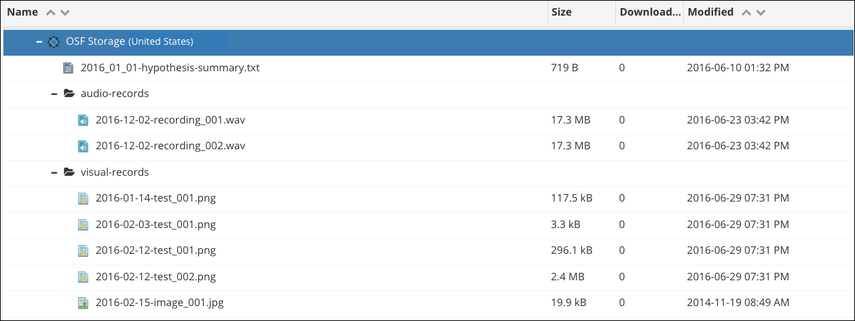 Name Size Download... Modified
OSF Storage (United States)
2016_01_01-hypothesis-summary.txt 719 B 0 2016-06-10 01:32 PM
audio-records
2016-12-02-recording_001.wav 17.3 MB 0 2016-06-23 03:42 PM
2016-12-02-recording_002.wav 17.3 MB 0 2016-06-23 03:42 PM
visual-records
2016-01-14-test_001.png 117.5 kB 0 2016-06-29 07:31 PM
2016-02-03-test_001.png 3.3 kB 0 2016-06-29 07:31 PM
2016-02-12-test_001.png 296.1 kB 0 2016-06-29 07:31 PM
2016-02-12-test_002.png 2.4 MB 0 2016-06-29 07:31 PM
2016-02-15-image_001.jpg 19.9 kB 0 2014-11-19 08:49 AM